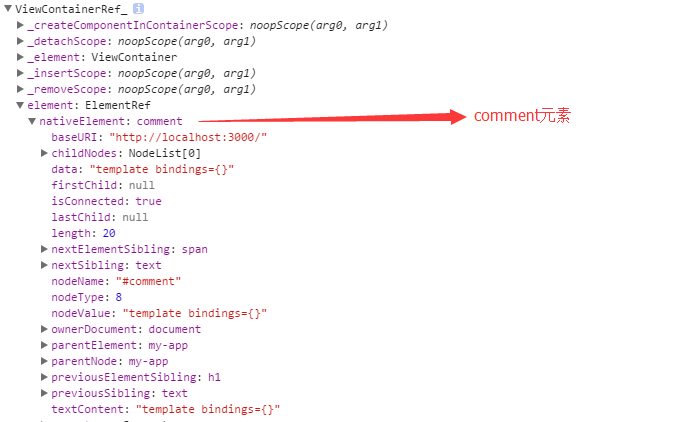 ViewContainerRef_ i
_createComponentInContainerScope: noopScope(arg0, arg1)
_detachScope: noopScope(arg0, arg1)
_element: ViewContainer
_insertScope: noopScope(arg0, arg1)
_removeScope: noopScope(arg0, arg1)
element: ElementRef
nativeElement: comment comment元素
baseURI: "http://localhost:3000/"
childNodes: NodeList[0]
data: "template bindings={}"
firstChild: null
isConnected: true
lastChild: null
length: 20
nextElementSibling: span
nextSibling: text
nodeName: "#comment"
nodeType: 8
nodeValue: "template bindings={}"
ownerDocument: document
parentElement: my-app
parentNode: my-app
previousElementSibling: h1
previousSibling: text
textContent: "template bindings={}"